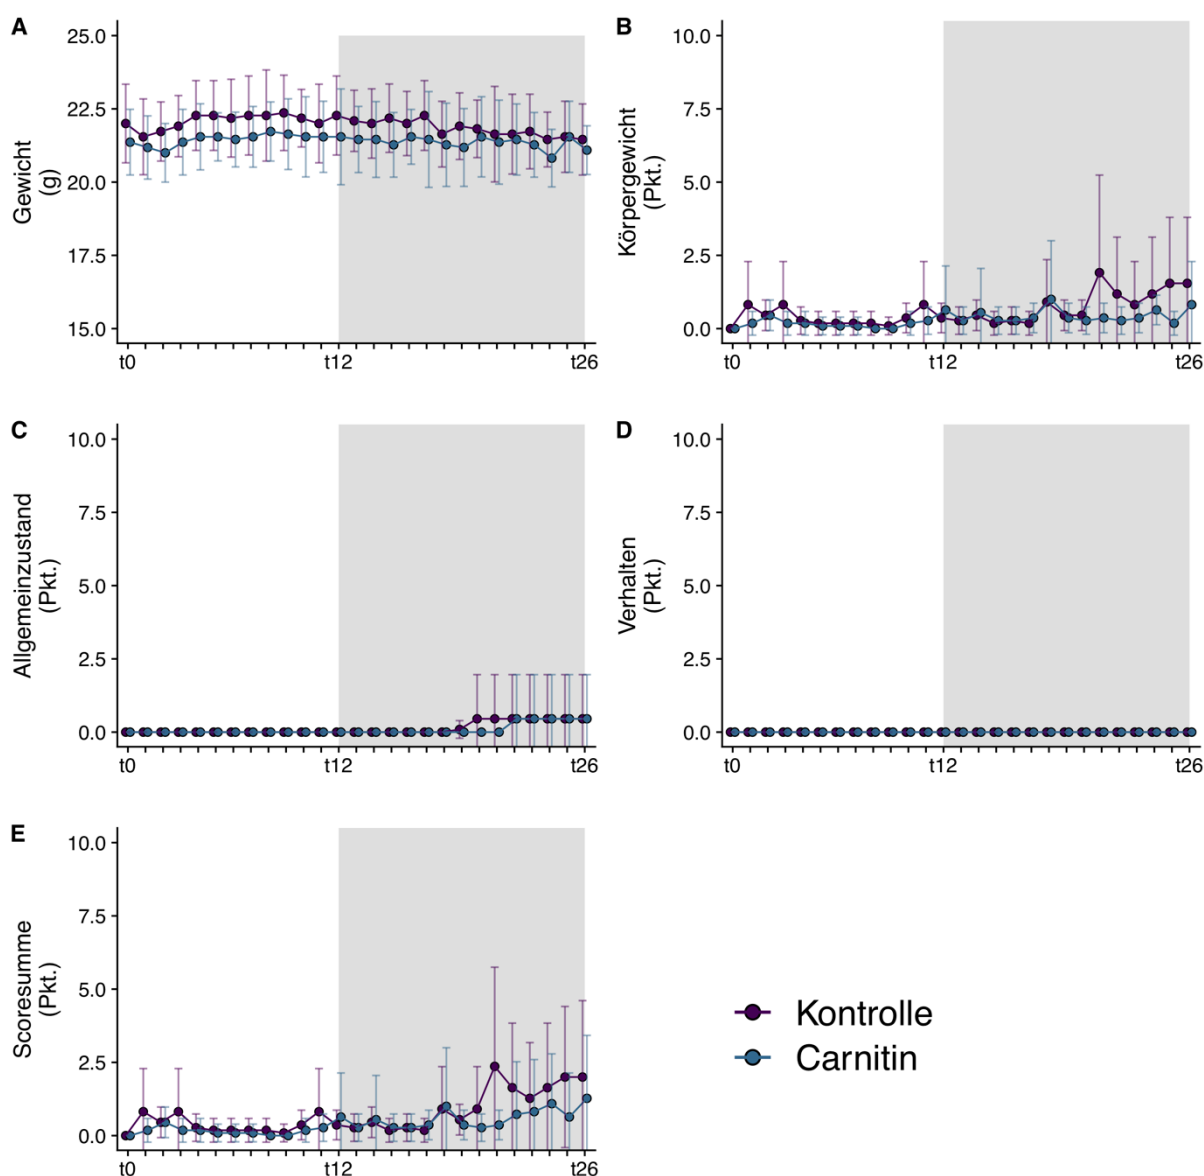 A
25.0
22.5
20.0
17.5
15.0
Gewicht
(g)
t0
t12
t26
B
10.0
7.5
5.0
2.5
0.0
Körpergewicht
(Pkt.)
t0
t12
t26
C
10.0
7.5
5.0
2.5
0.0
Allgemeinzustand
(Pkt.)
t0
t12
t26
D
10.0
7.5
5.0
2.5
0.0
Verhalten
(Pkt.)
t0
t12
t26
E
10.0
7.5
5.0
2.5
0.0
Scoresumme
(Pkt.)
t0
t12
t26
Kontrolle
Carnitin